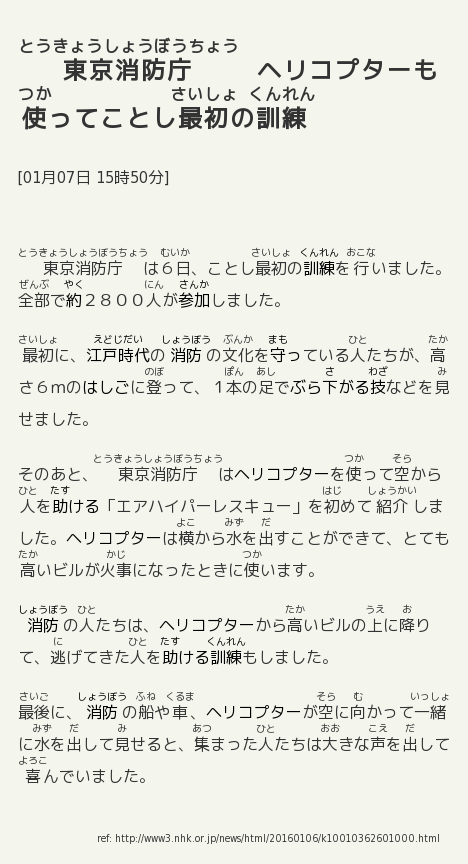 とうきょうしょうぼうちょう
東京消防庁 ヘリコプターも
つか さいしょ くんれん
使ってことし最初の訓練
[01月07日 15時50分]
とうきょうしょうぼうちょう むいか さいしょ くんれん おこな
東京消防庁 は６日、ことし最初の訓練を 行 いました。
ぜんぶ やく にん さんか
全部で約２８００人が参加しました。
さいしょ えどじだい しょうぼう ぶんか まも ひと たか
最初に、江戸時代の 消防 の文化を守っている人たちが、高
のぼ ぽん あし さ わざ み
さ６ｍのはしごに登って、１本の足でぶら下がる技などを見
せました。
とうきょうしょうぼうちょう つか そら
そのあと、 東京消防庁 はヘリコプターを使って空から
ひと たす はじ しょうかい
人を助ける「エアハイパーレスキュー」を初めて 紹介 しま
よこ みず だ
した。ヘリコプターは横から水を出すことができて、とても
たか かじ つか
高いビルが火事になったときに使います。
しょうぼう ひと たか うえ お
消防 の人たちは、ヘリコプターから高いビルの上に降り
に ひと たす くんれん
て、逃げてきた人を助ける訓練もしました。
さいご しょうぼう ふね くるま そら む いっしょ
最後に、 消防 の船や車、ヘリコプターが空に向かって一緒
みず だ み あつ ひと おお こえ だ
に水を出して見せると、集まった人たちは大きな声を出して
よろこ
喜 んでいました。
ref: http://www3.nhk.or.jp/news/html/20160106/k10010362601000.html